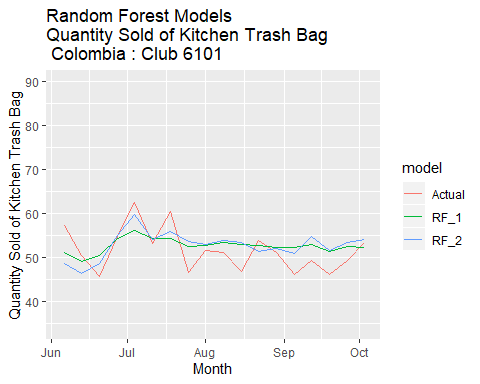 Random Forest Models
Quantity Sold of Kitchen Trash Bag
Colombia : Club 6101
Quantity Sold of Kitchen Trash Bag
90
80
70
60
50
40
Jun Jul Aug Sep Oct
Month
model
Actual
RF_1
RF_2